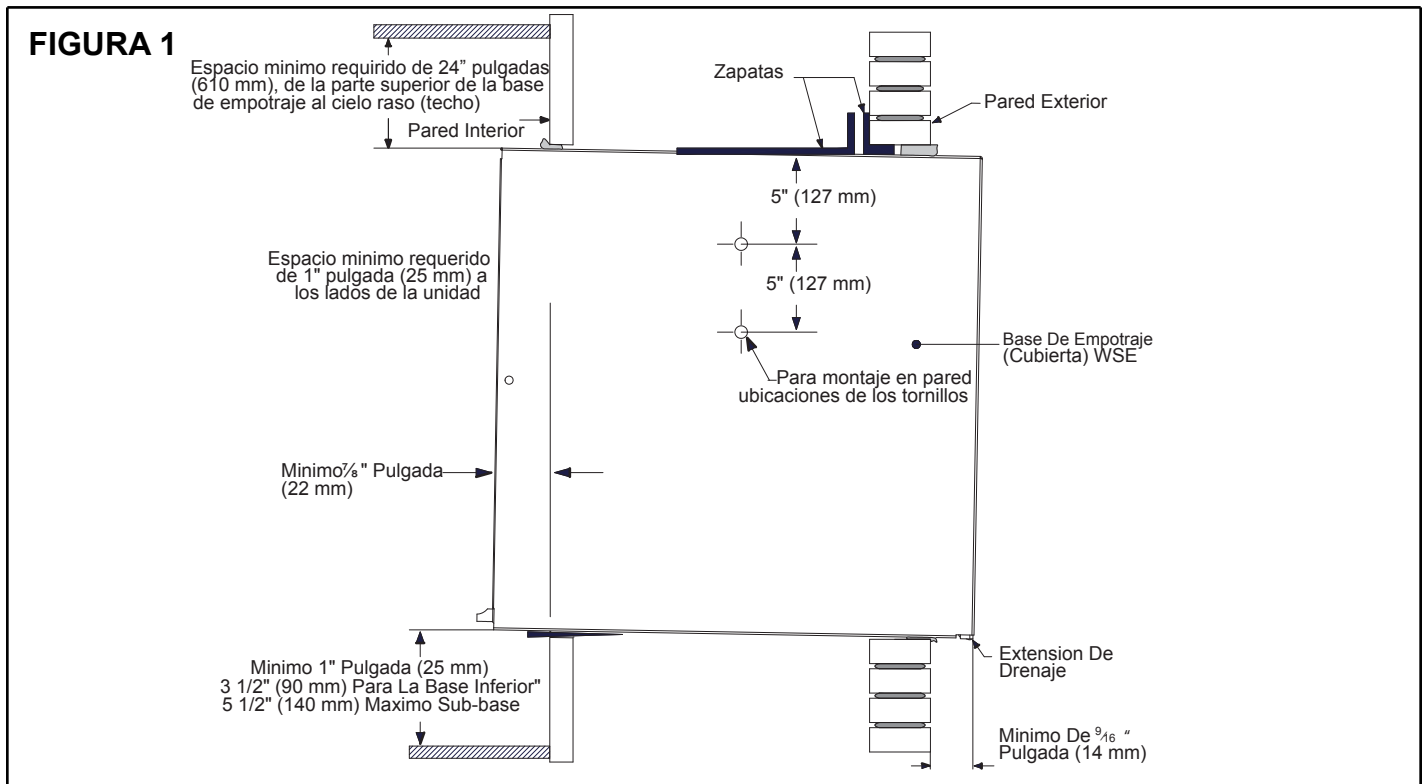 FIGURA 1
Espacio minimo requirido de 24” pulgadas
(610 mm), de la parte superior de la base
de empotraje al cielo raso (techo)
Pared Interior
Zapatas
Pared Exterior
5" (127 mm)
5" (127 mm)
Espacio minimo requerido
de 1" pulgada (25 mm) a
los lados de la unidad
Base De Empotraje
(Cubierta) WSE
Para montaje en pared
ubicaciones de los tornillos
Minimo⅞" Pulgada
(22 mm)
Minimo 1" Pulgada (25 mm)
3 1/2" (90 mm) Para La Base Inferior"
5 1/2" (140 mm) Maximo Sub-base
Extension De
Drenaje
Minimo De 9/16 “
Pulgada (14 mm)